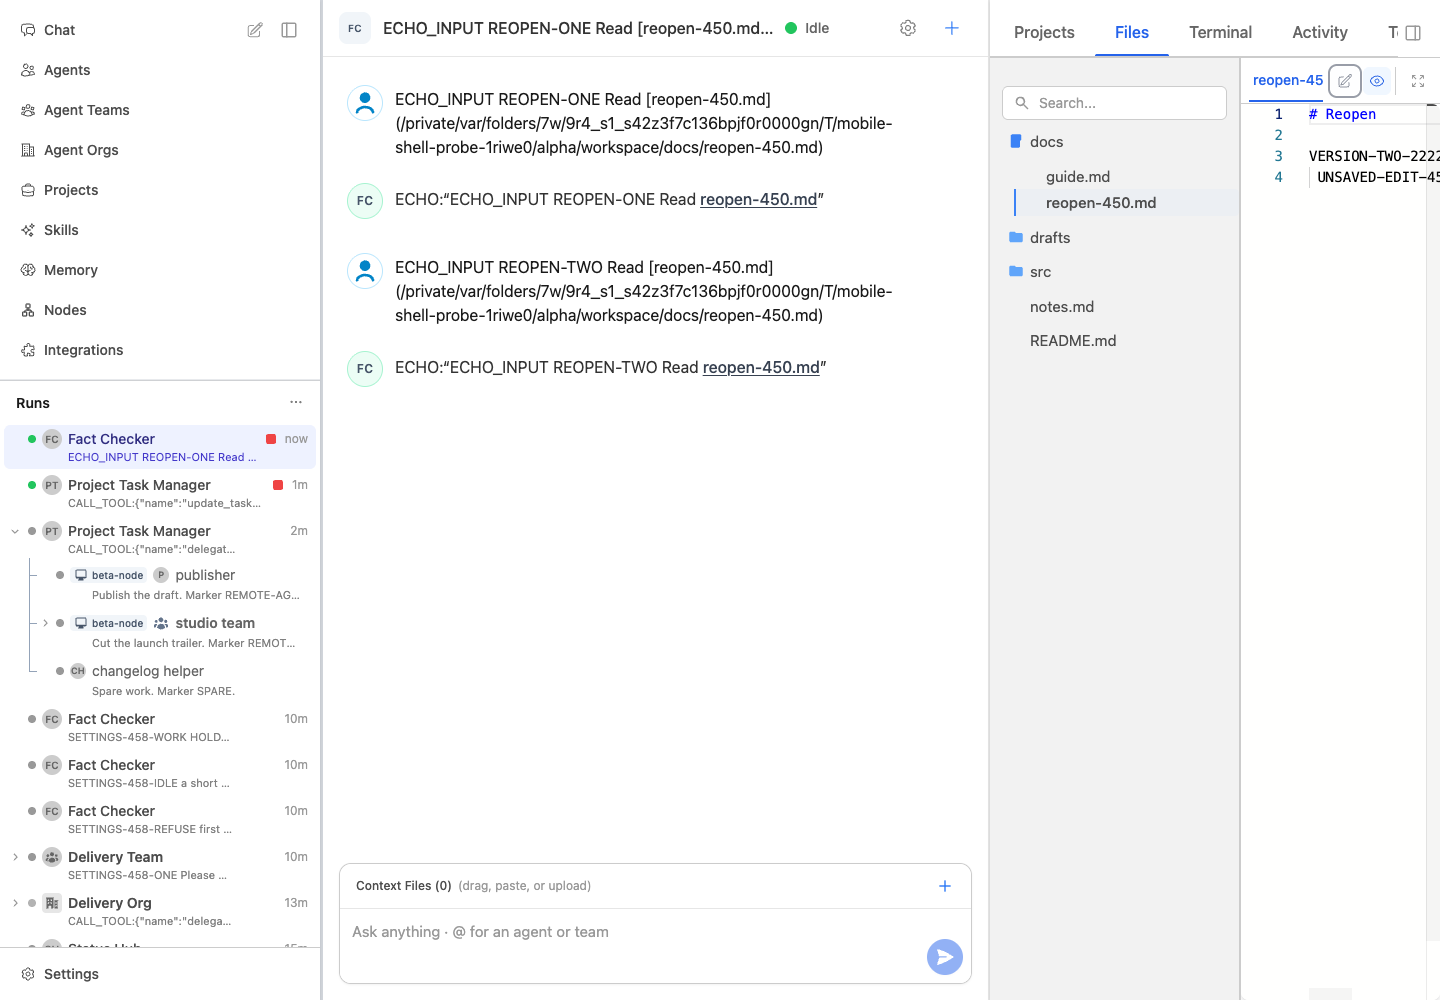 Chat
Agents
Agent Teams
Agent Orgs
Projects
Skills
Memory
Nodes
Integrations
Runs
FC Fact Checker now
ECHO_INPUT REOPEN-ONE Read ...
PT Project Task Manager 1m
CALL_TOOL:{"name":"update_task...
PT Project Task Manager 2m
CALL_TOOL:{"name":"delegat...
beta-node P publisher
Publish the draft. Marker REMOTE-AG...
beta-node studio team
Cut the launch trailer. Marker REMOT...
CH changelog helper
Spare work. Marker SPARE.
FC Fact Checker 10m
SETTINGS-458-WORK HOLD...
FC Fact Checker 10m
SETTINGS-458-IDLE a short ...
FC Fact Checker 10m
SETTINGS-458-REFUSE first ...
Delivery Team 10m
SETTINGS-458-ONE Please ...
Delivery Org 13m
CALL_TOOL:{"name":"delega...
Status Hub 15m
Settings
FC ECHO_INPUT REOPEN-ONE Read [reopen-450.md... Idle
ECHO_INPUT REOPEN-ONE Read [reopen-450.md]
(/private/var/folders/7w/9r4_s1_s42z3f7c136bpjf0r0000gn/T/mobile-
shell-probe-1riwe0/alpha/workspace/docs/reopen-450.md)
FC ECHO:“ECHO_INPUT REOPEN-ONE Read reopen-450.md”
ECHO_INPUT REOPEN-TWO Read [reopen-450.md]
(/private/var/folders/7w/9r4_s1_s42z3f7c136bpjf0r0000gn/T/mobile-
shell-probe-1riwe0/alpha/workspace/docs/reopen-450.md)
FC ECHO:“ECHO_INPUT REOPEN-TWO Read reopen-450.md”
Context Files (0) (drag, paste, or upload)
Ask anything · @ for an agent or team
Projects Files Terminal Activity
Search...
docs
guide.md
reopen-450.md
drafts
src
notes.md
README.md
reopen-45
1 # Reopen
2
3 VERSION-TWO-2222
4 UNSAVED-EDIT-45